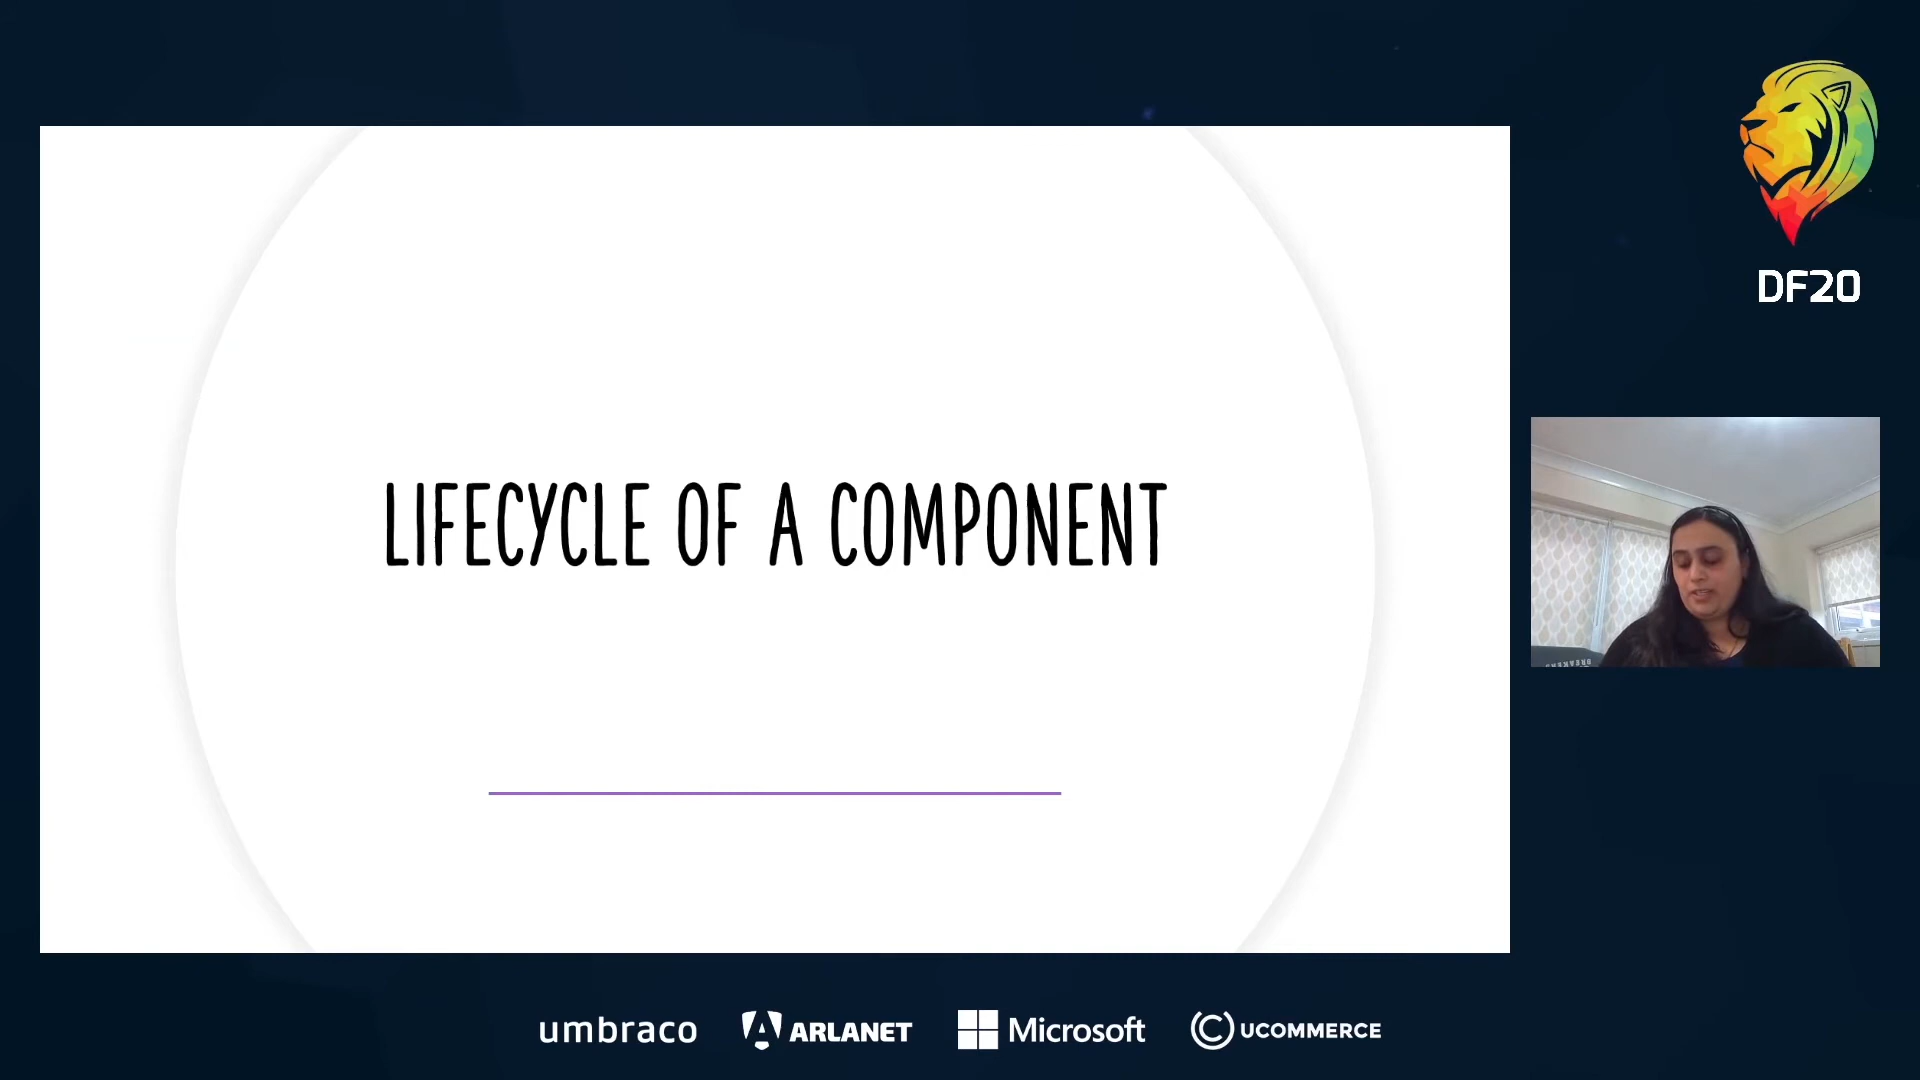 DF20
LIFECYCLE OF A COMPONENT
umbraco
ARLANET
Microsoft
UCOMMERCE